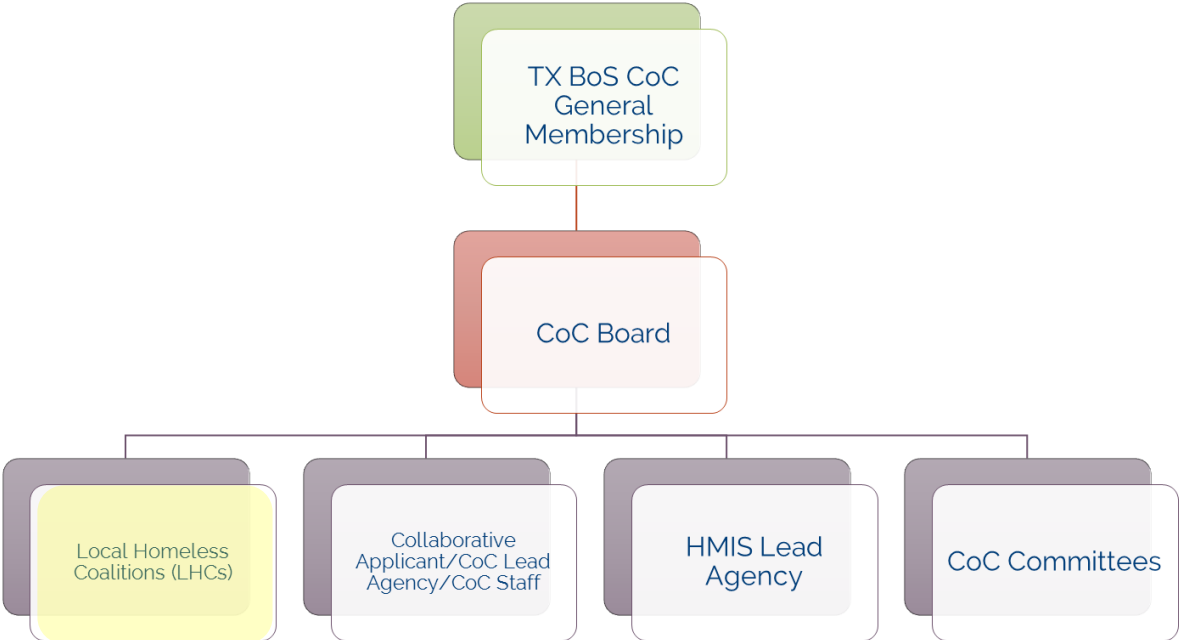 TX BoS CoC
General
Membership
CoC Board
Local Homeless
Coalitions (LHCs)
Collaborative
Applicant/CoC Lead
Agency/CoC Staff
HMIS Lead
Agency
CoC Committees